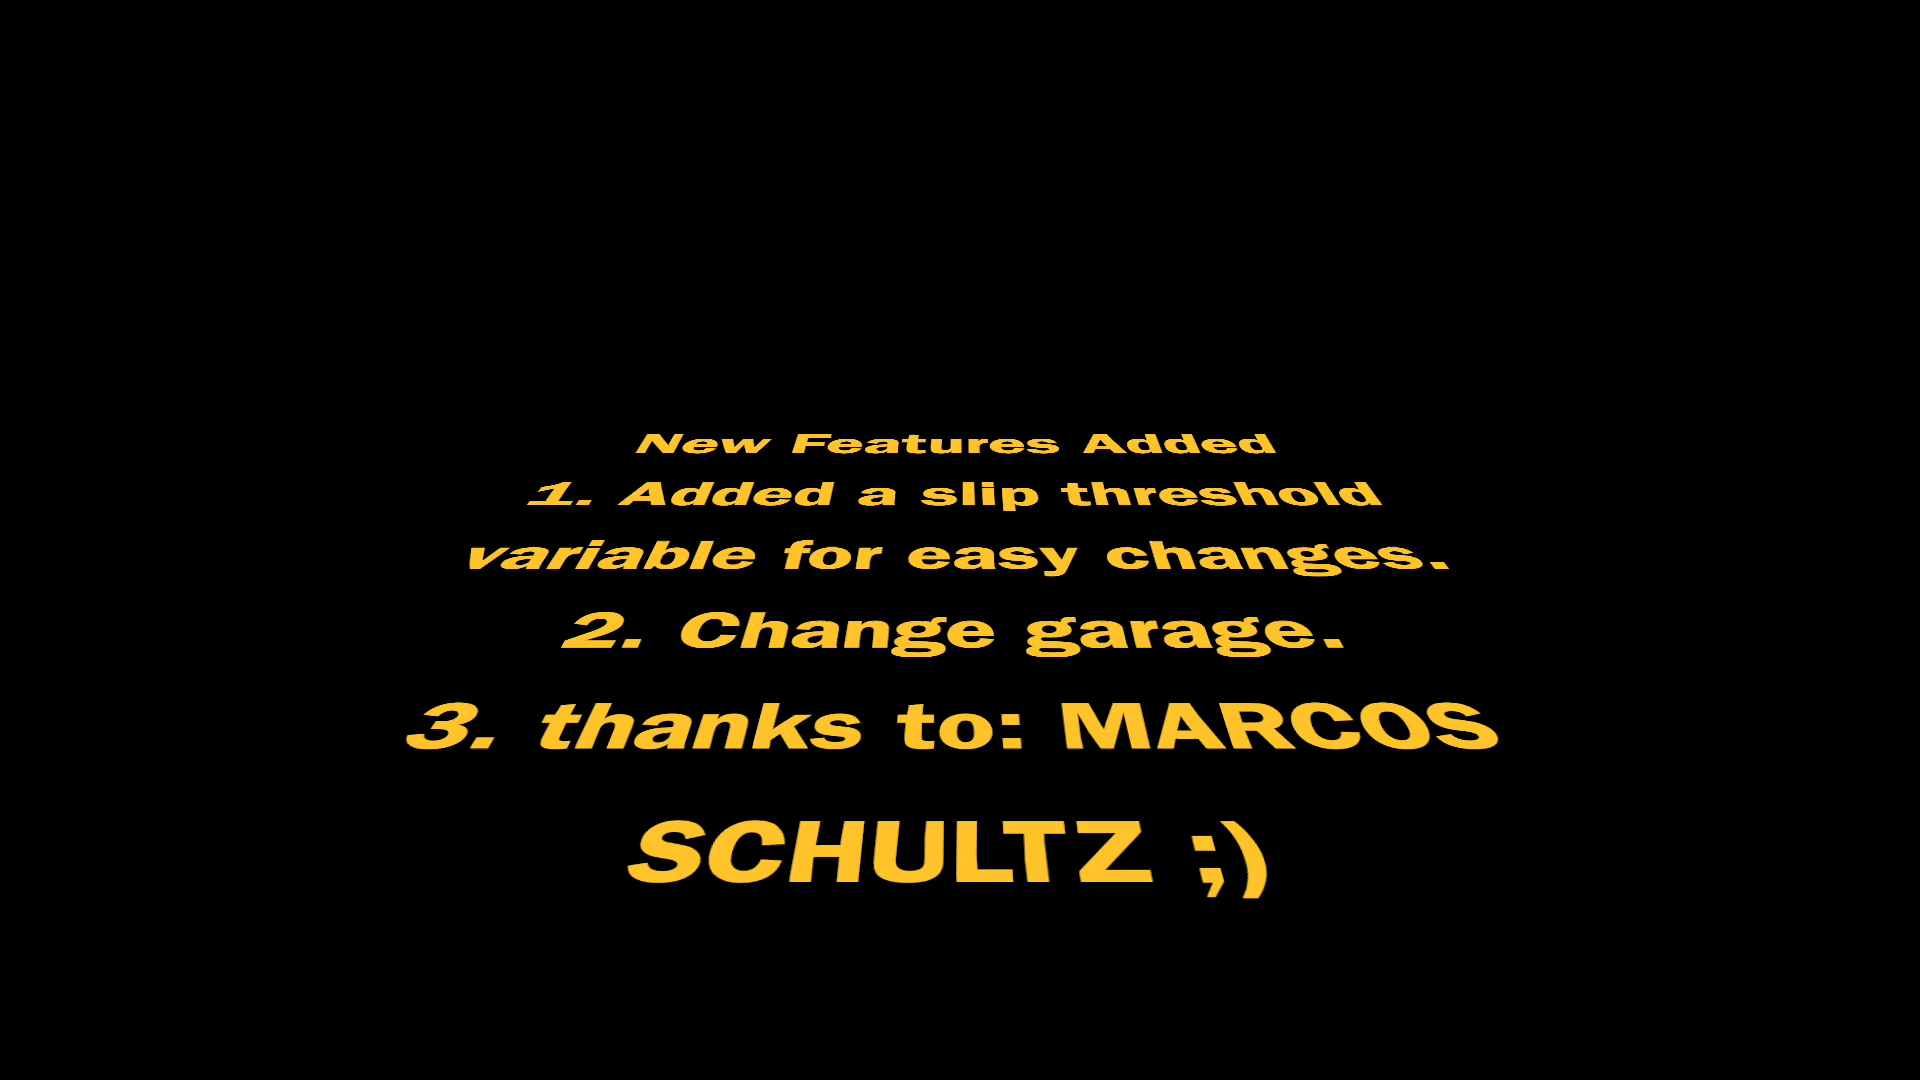 New Features Added
1. Added a slip threshold
variable for easy changes.
2. Change garage.
3. thanks to: MARCOS
SCHULTZ ;)